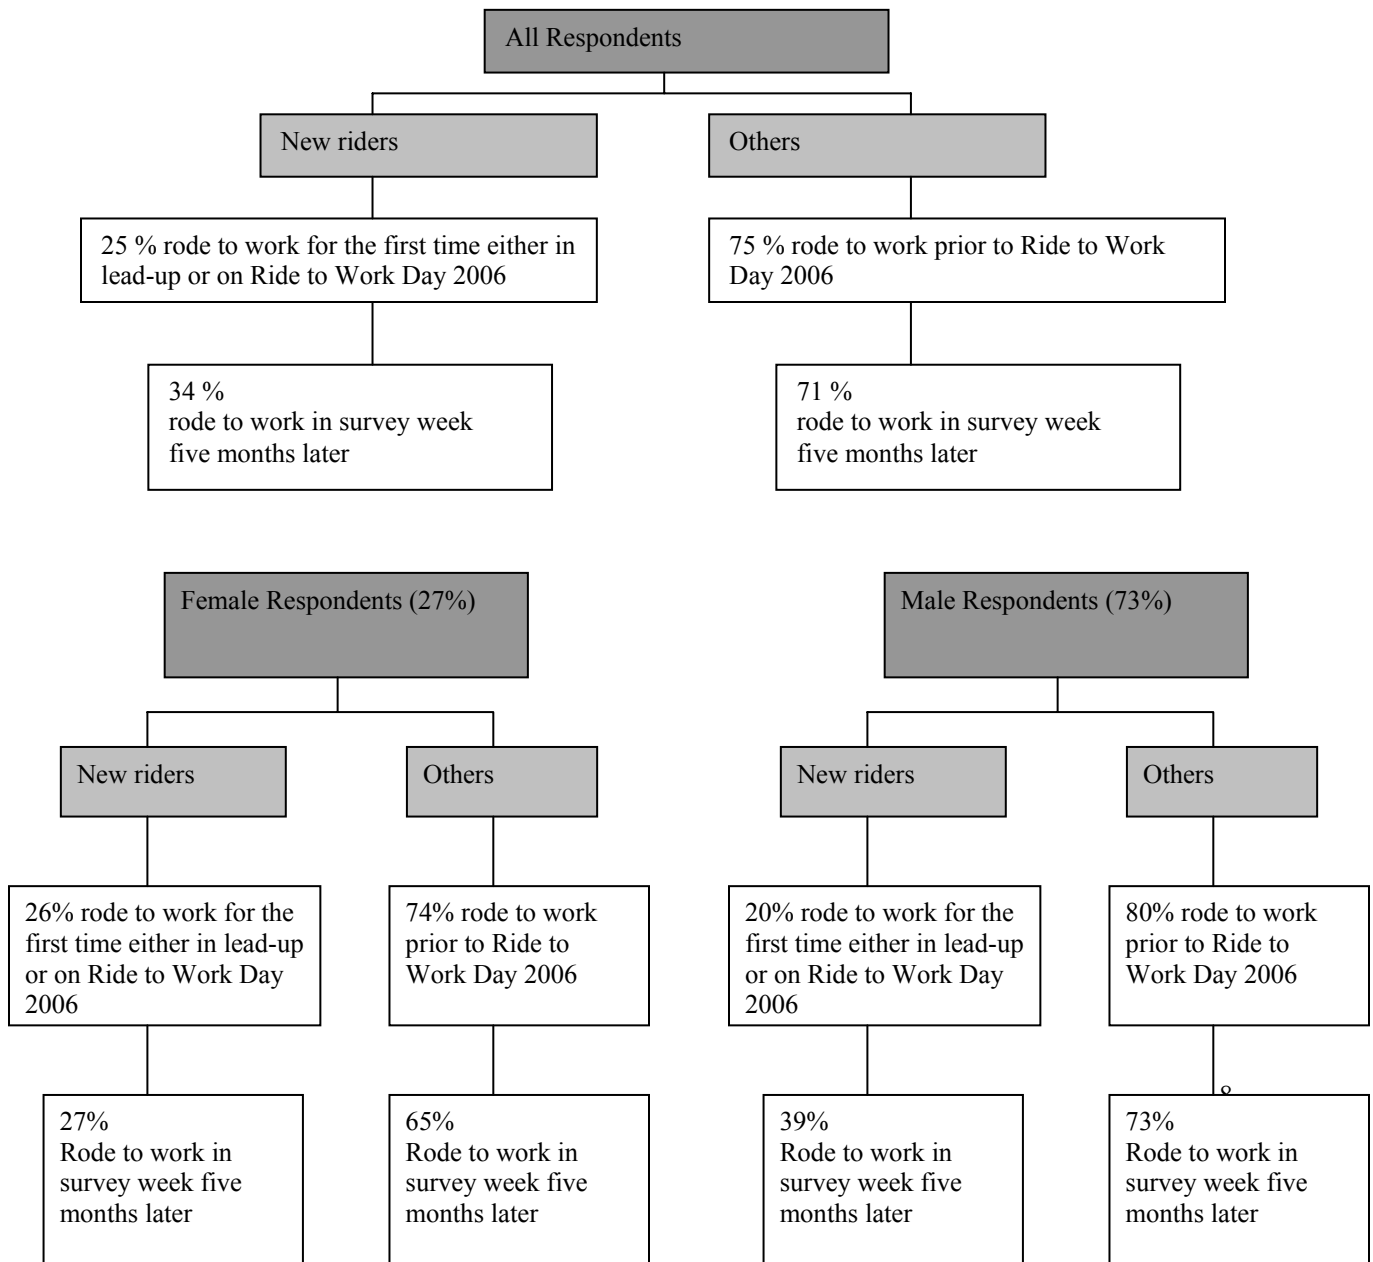 All Respondents
New riders
Others
25 % rode to work for the first time either in
lead-up or on Ride to Work Day 2006
75 % rode to work prior to Ride to Work
Day 2006
34 %
rode to work in survey week
five months later
71 %
rode to work in survey week
five months later
Female Respondents (27%)
Male Respondents (73%)
New riders
Others
New riders
Others
26% rode to work for the
first time either in lead-up
or on Ride to Work Day
2006
74% rode to work
prior to Ride to
Work Day 2006
20% rode to work for the
first time either in lead-up
or on Ride to Work Day
2006
80% rode to work
prior to Ride to
Work Day 2006
27%
Rode to work in
survey week five
months later
65%
Rode to work in
survey week five
months later
39%
Rode to work in
survey week five
months later
73%
Rode to work in
survey week five
months later